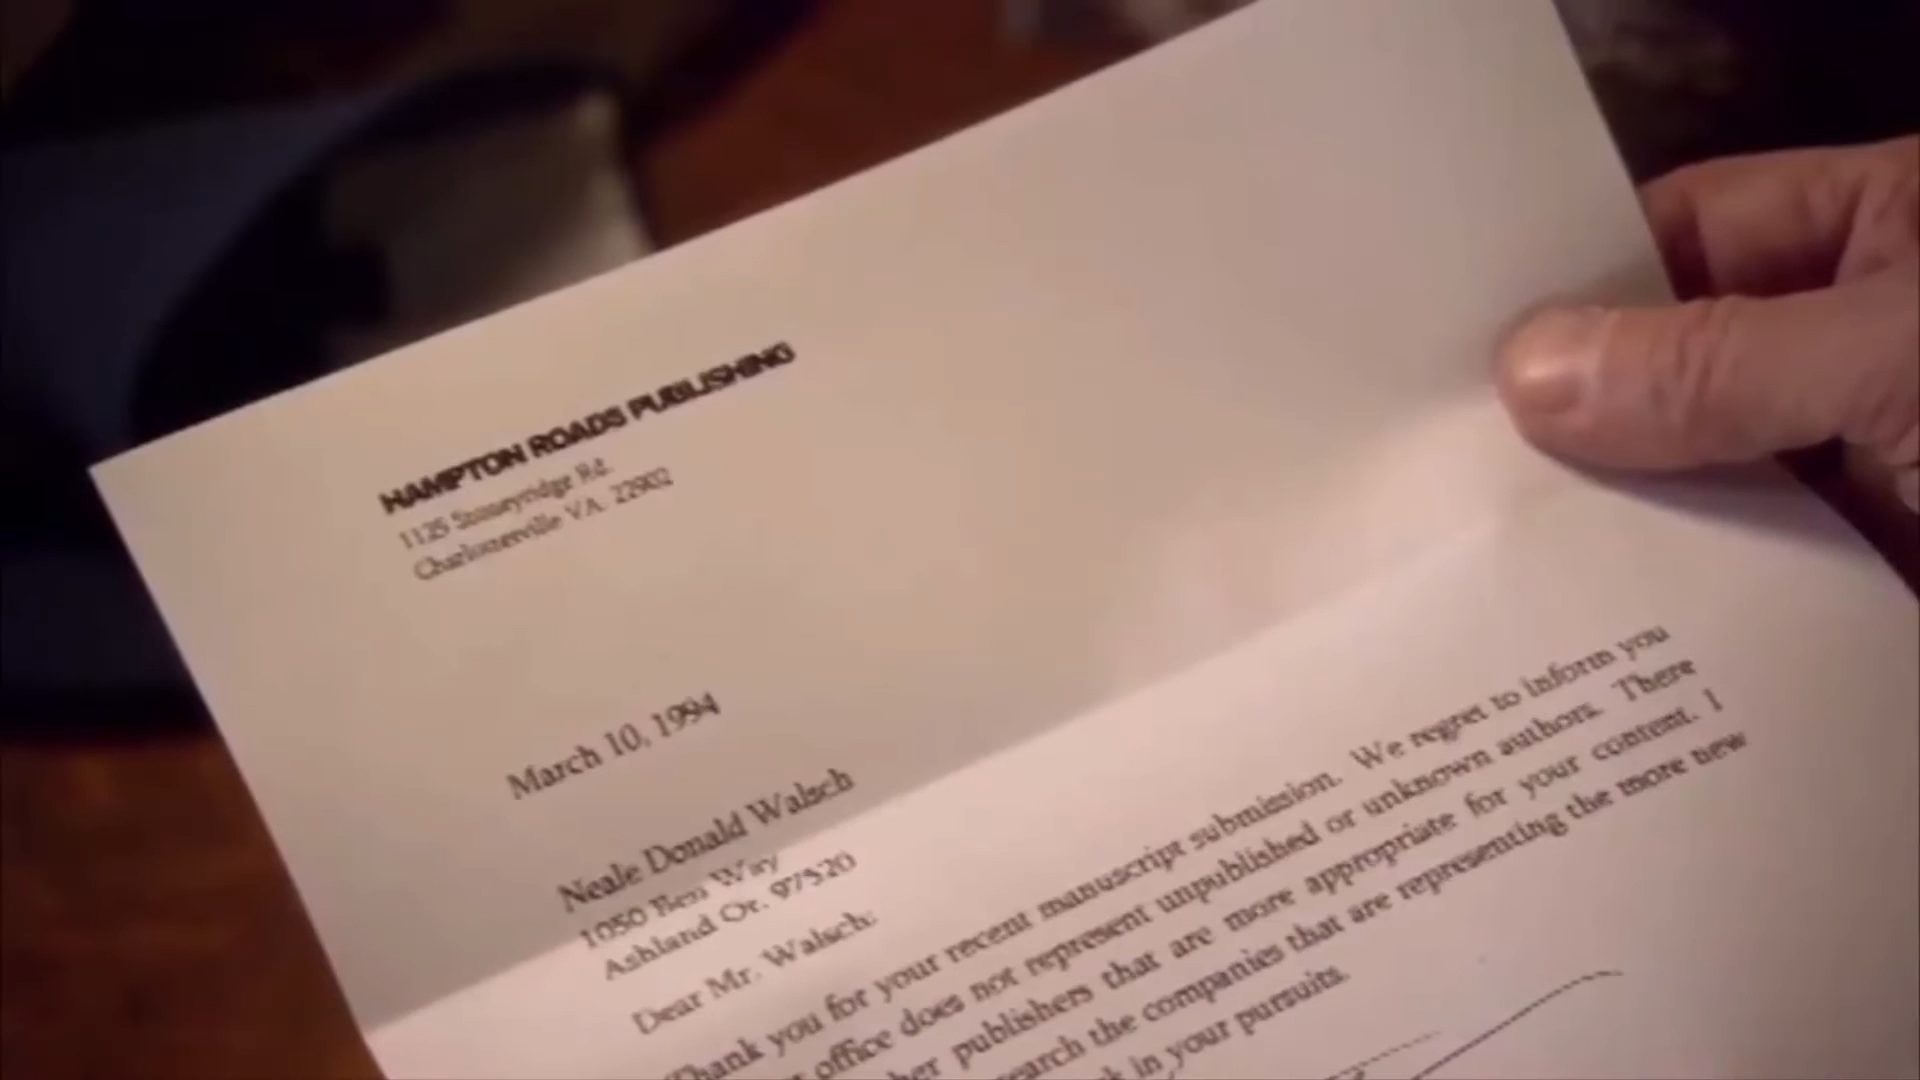 HAMPTON ROADS PUBLISHING
1125 Stoneyridge Rd.
Charlottesville VA. 22902
March 10, 1994
Neale Donald Walsch
1050 Way
Ashland Or. 97520
Dear Mr. Walsch:
Thank you for your recent manuscript submission. We regret to inform you
office does not represent unpublished or unknown authors. There
publishers that are more appropriate for your content. I
the companies that are representing the more new
in your pursuits.